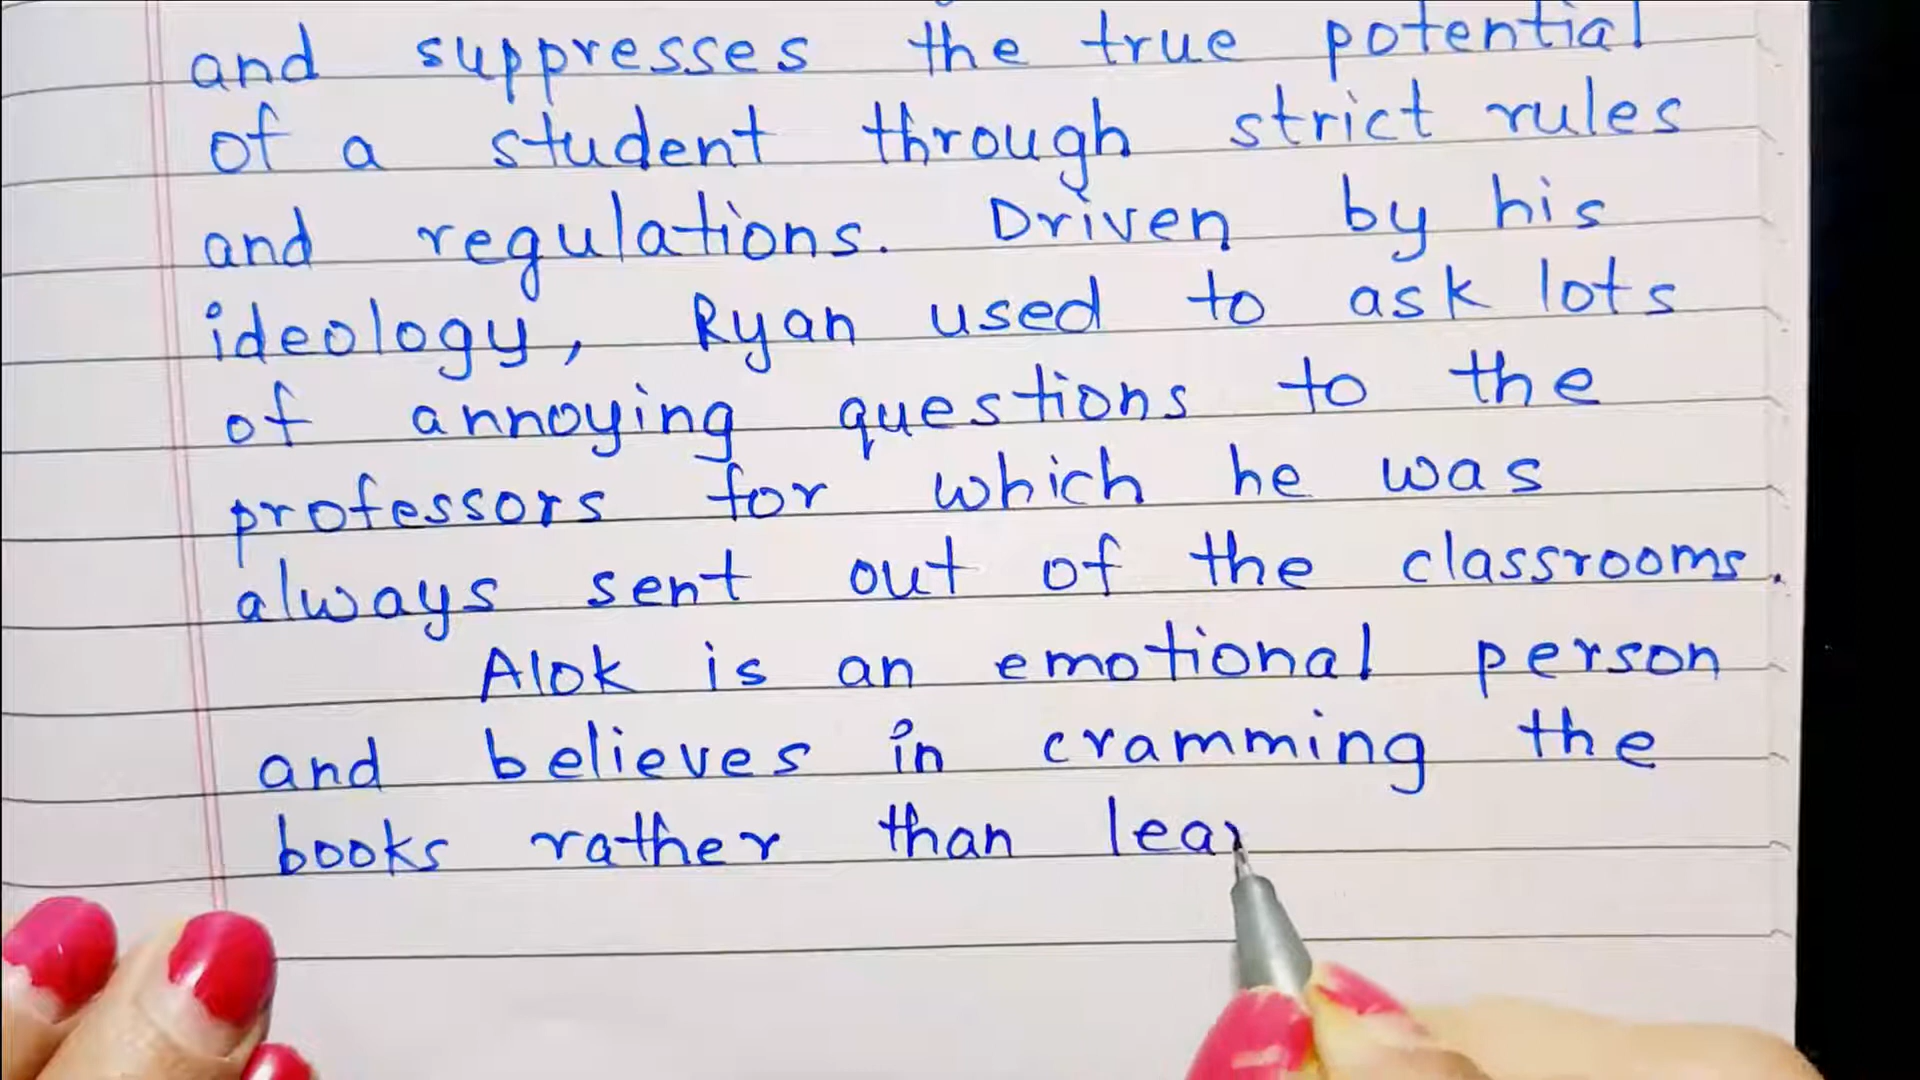 and suppresses the true potential
of a student through strict rules
and regulations. Driven by his
ideology, Ryan used to ask lots
of annoying questions to the
professors for which he was
always sent out of the classrooms.
Alok is an emotional person
and believes in cramming the
books rather than lear